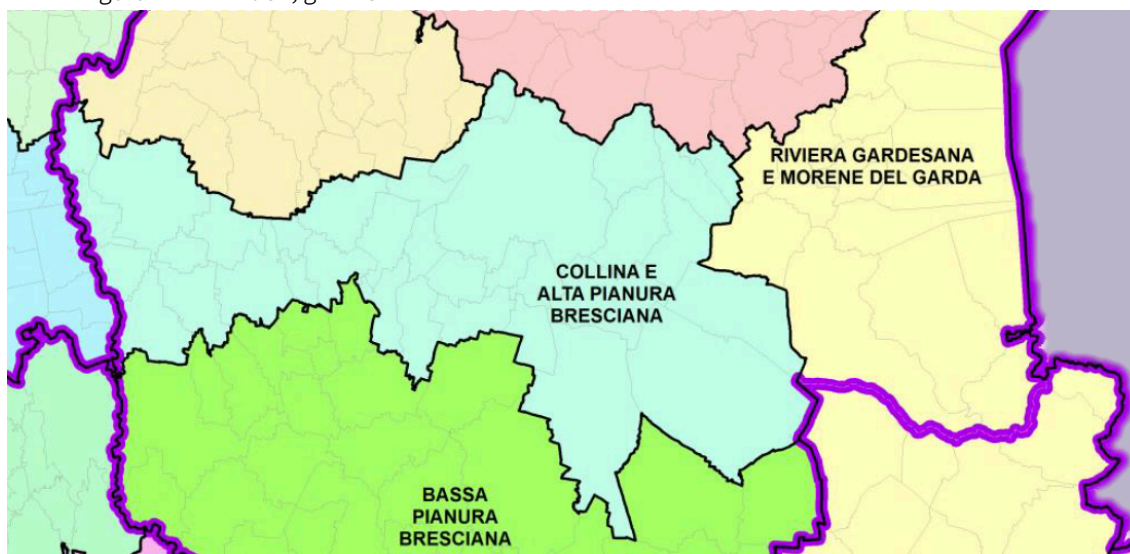 RIVIERA GARDESANA
E MORENE DEL GARDA
COLLINA E
ALTA PIANURA
BRESCIANA
BASSA
PIANURA
BRESCIANA